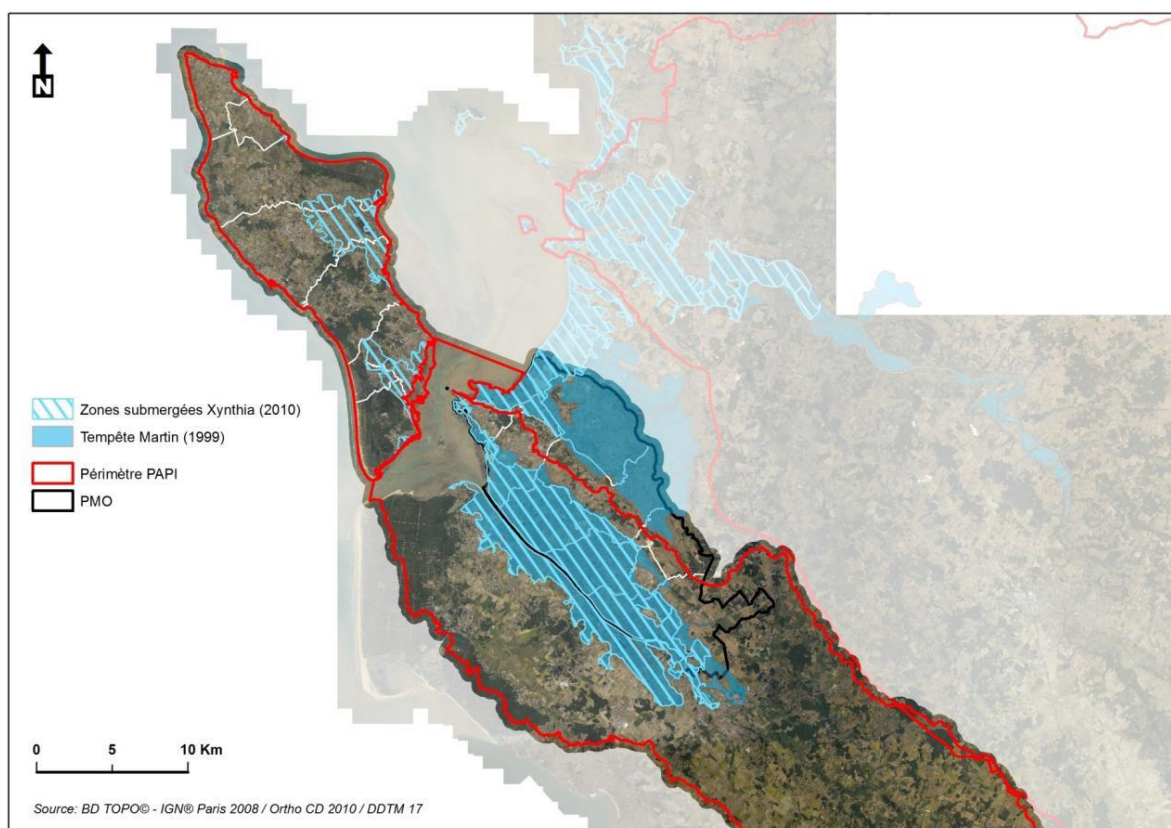 N
Zones submergées Xynthia (2010)
Tempête Martin (1999)
Périmètre PAPI
PMO
0 5 10 Km
Source: BD TOPO© - IGN® Paris 2008 / Ortho CD 2010 / DDTM 17